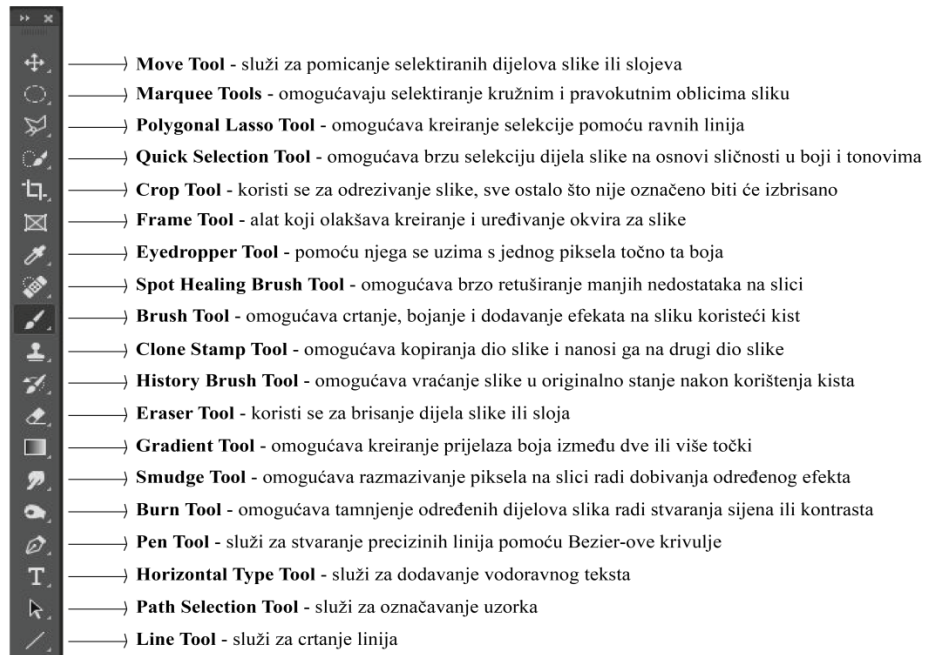 Move Tool - služi za pomicanje selektiranih dijelova slike ili slojeva
Marquee Tools - omogućavaju selektiranje kružnim i pravokutnim oblicima sliku
Polygonal Lasso Tool - omogućava kreiranje selekcije pomoću ravnih linija
Quick Selection Tool - omogućava brzu selekciju dijela slike na osnovi sličnosti u boji i tonovima
Crop Tool - koristi se za odrezivanje slike, sve ostalo što nije označeno biti će izbrisano
Frame Tool - alat koji olakšava kreiranje i uređivanje okvira za slike
Eyedropper Tool - pomoću njega se uzima s jednog piksela točno ta boja
Spot Healing Brush Tool - omogućava brzo retuširanje manjih nedostataka na slici
Brush Tool - omogućava crtanje, bojanje i dodavanje efekata na sliku koristeći kist
Clone Stamp Tool - omogućava kopiranja dio slike i nanosi ga na drugi dio slike
History Brush Tool - omogućava vraćanje slike u originalno stanje nakon korištenja kista
Eraser Tool - koristi se za brisanje dijela slike ili sloja
Gradient Tool - omogućava kreiranje prijelaza boja između dve ili više točki
Smudge Tool - omogućava razmazivanje piksela na slici radi dobivanja određenog efekta
Burn Tool - omogućava tamnjenje određenih dijelova slika radi stvaranja sijena ili kontrasta
Pen Tool - služi za stvaranje precizinih linija pomoću Bezier-ove krivulje
Horizontal Type Tool - služi za dodavanje vodoravnog teksta
Path Selection Tool - služi za označavanje uzorka
Line Tool - služi za crtanje linija